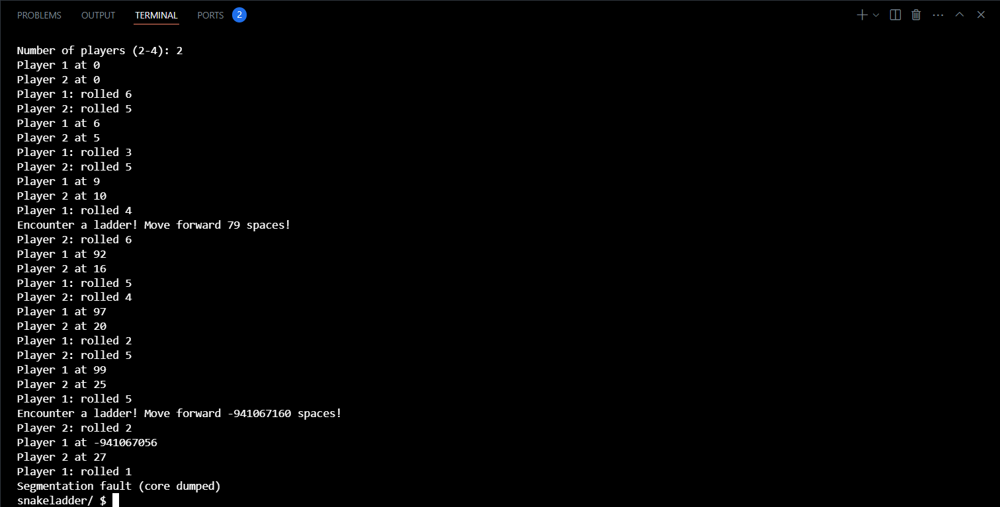 PROBLEMS OUTPUT TERMINAL PORTS 2
Number of players (2-4): 2
Player 1 at 0
Player 2 at 0
Player 1: rolled 6
Player 2: rolled 5
Player 1 at 6
Player 2 at 5
Player 1: rolled 3
Player 2: rolled 5
Player 1 at 9
Player 2 at 10
Player 1: rolled 4
Encounter a ladder! Move forward 79 spaces!
Player 2: rolled 6
Player 1 at 92
Player 2 at 16
Player 1: rolled 5
Player 2: rolled 4
Player 1 at 97
Player 2 at 20
Player 1: rolled 2
Player 2: rolled 5
Player 1 at 99
Player 2 at 25
Player 1: rolled 5
Encounter a ladder! Move forward -941067160 spaces!
Player 2: rolled 2
Player 1 at -941067056
Player 2 at 27
Player 1: rolled 1
Segmentation fault (core dumped)
snakeladder/ $